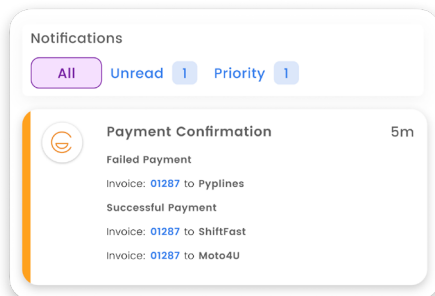 Notifications
All Unread 1 Priority 1
Payment Confirmation 5m
Failed Payment
Invoice: 01287 to Pyplines
Successful Payment
Invoice: 01287 to ShiftFast
Invoice: 01287 to Moto4U